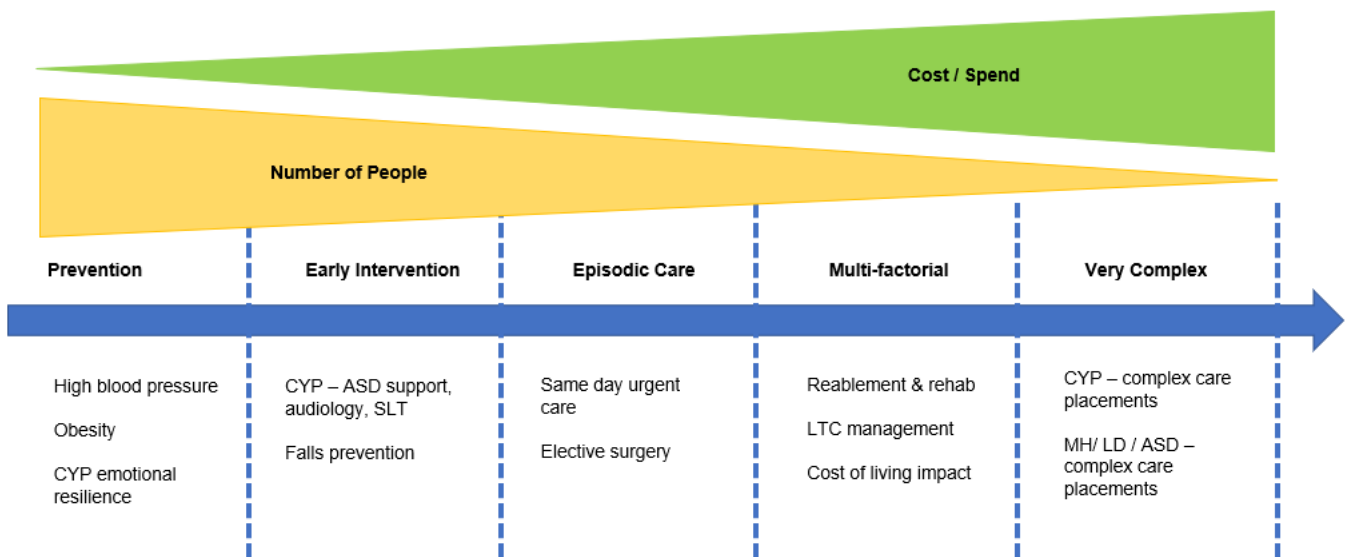 Cost / Spend
Number of People
Prevention
Early Intervention
Episodic Care
Multi-factorial
Very Complex
High blood pressure
Obesity
CYP emotional
resilience
CYP – ASD support,
audiology, SLT
Falls prevention
Same day urgent
care
Elective surgery
Reablement & rehab
LTC management
Cost of living impact
CYP – complex care
placements
MH/ LD / ASD –
complex care
placements